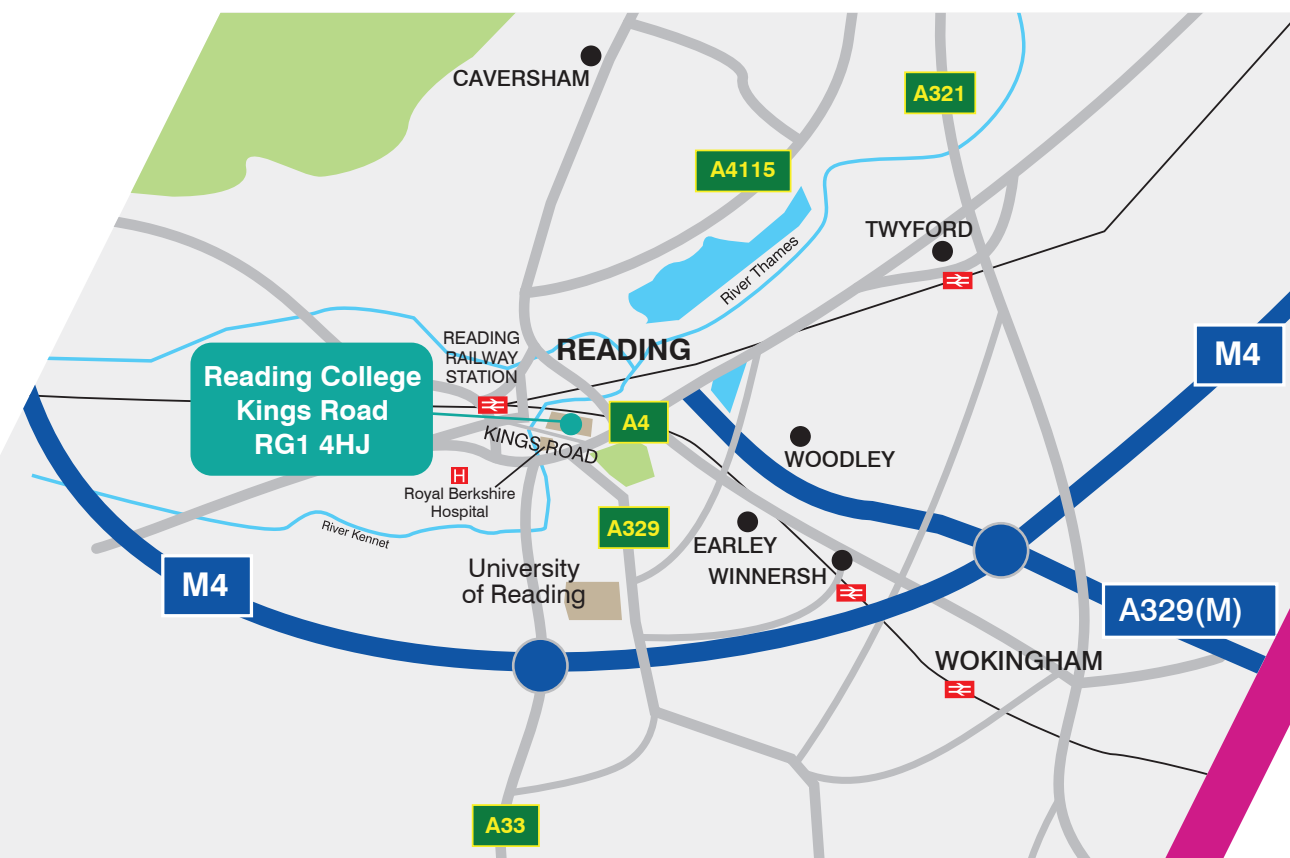 CAVERSHAM
A321
A4115
TWYFORD
River Thames
READING
RAILWAY
STATION
READING
M4
Reading College
Kings Road
RG1 4HJ
A4
KINGS ROAD
WOODLEY
H
Royal Berkshire
Hospital
River Kennet
A329
EARLEY
WINNERSH
M4
University
of Reading
A329(M)
WOKINGHAM
A33